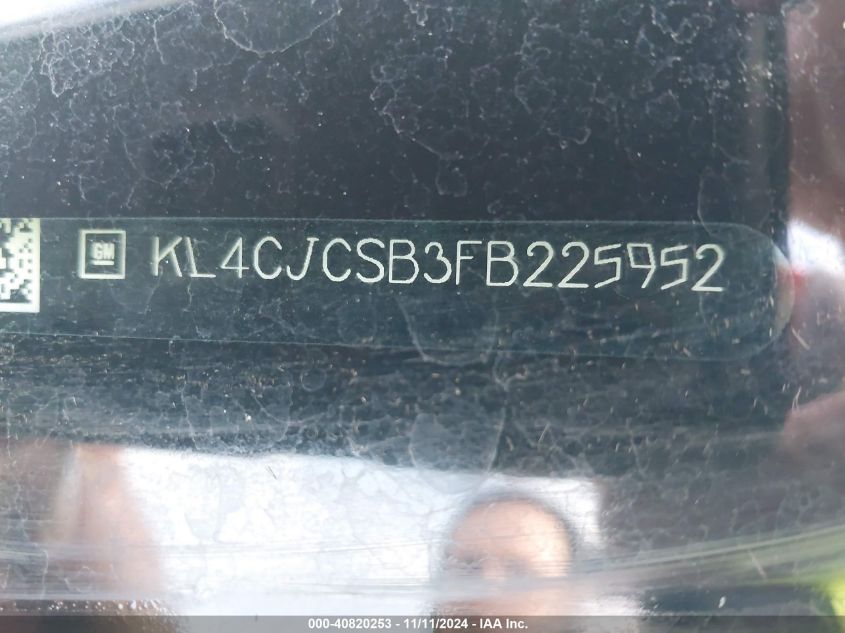 GM KL4CJCSB3FB225952
000-40820253 - 11/11/2024 - IAA Inc.